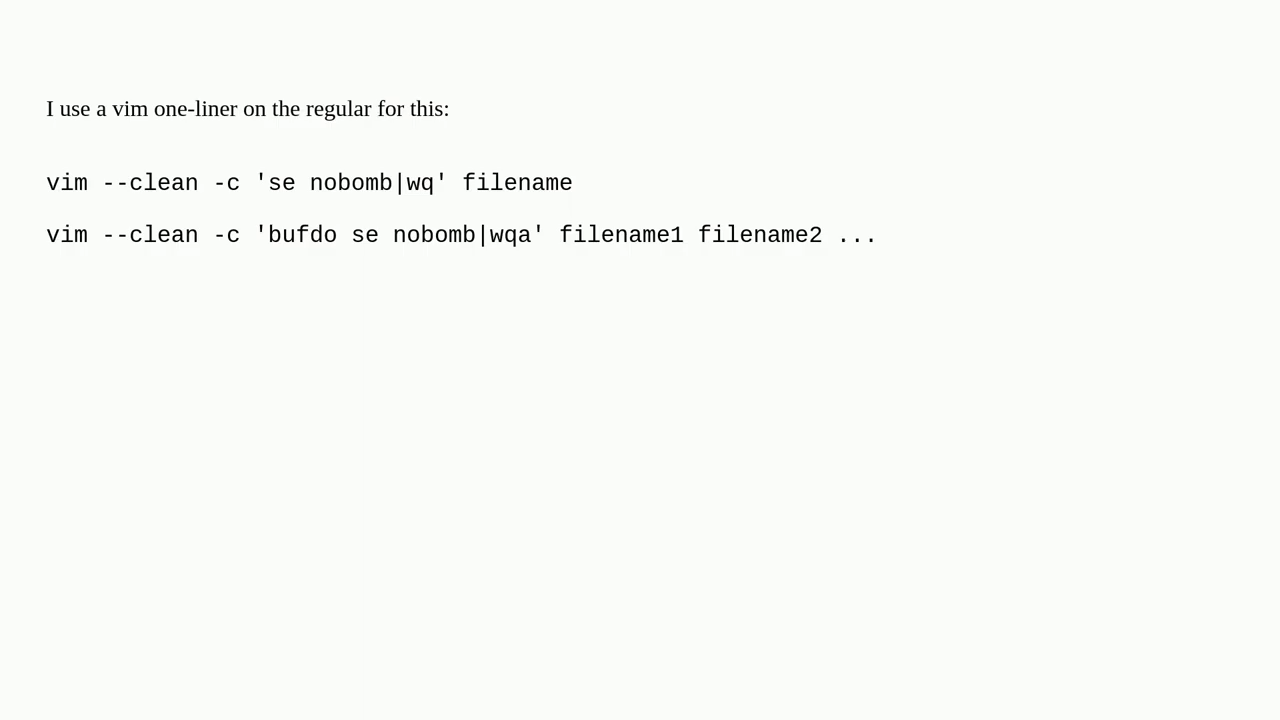 I use a vim one-liner on the regular for this:
vim --clean -c 'se nobomb|wq' filename
vim --clean -c 'bufdo se nobomb|wqa' filename1 filename2 ...